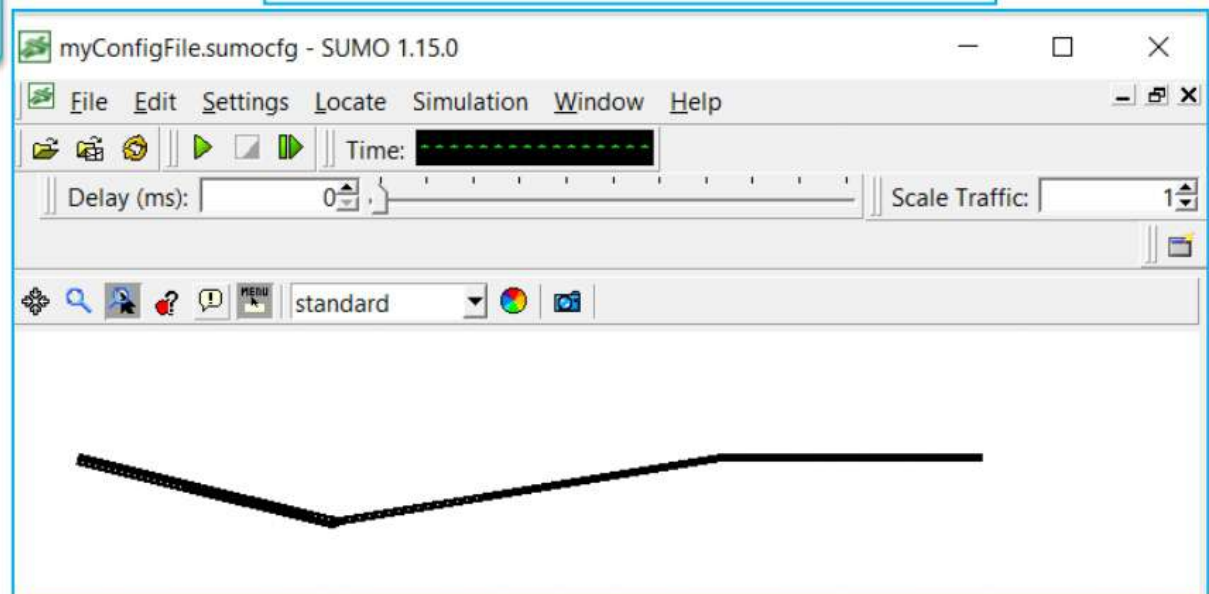 myConfigFile.sumocfg - SUMO 1.15.0
File Edit Settings Locate Simulation Window Help
Time:
Delay (ms): 0 Scale Traffic: 1
MENU
standard